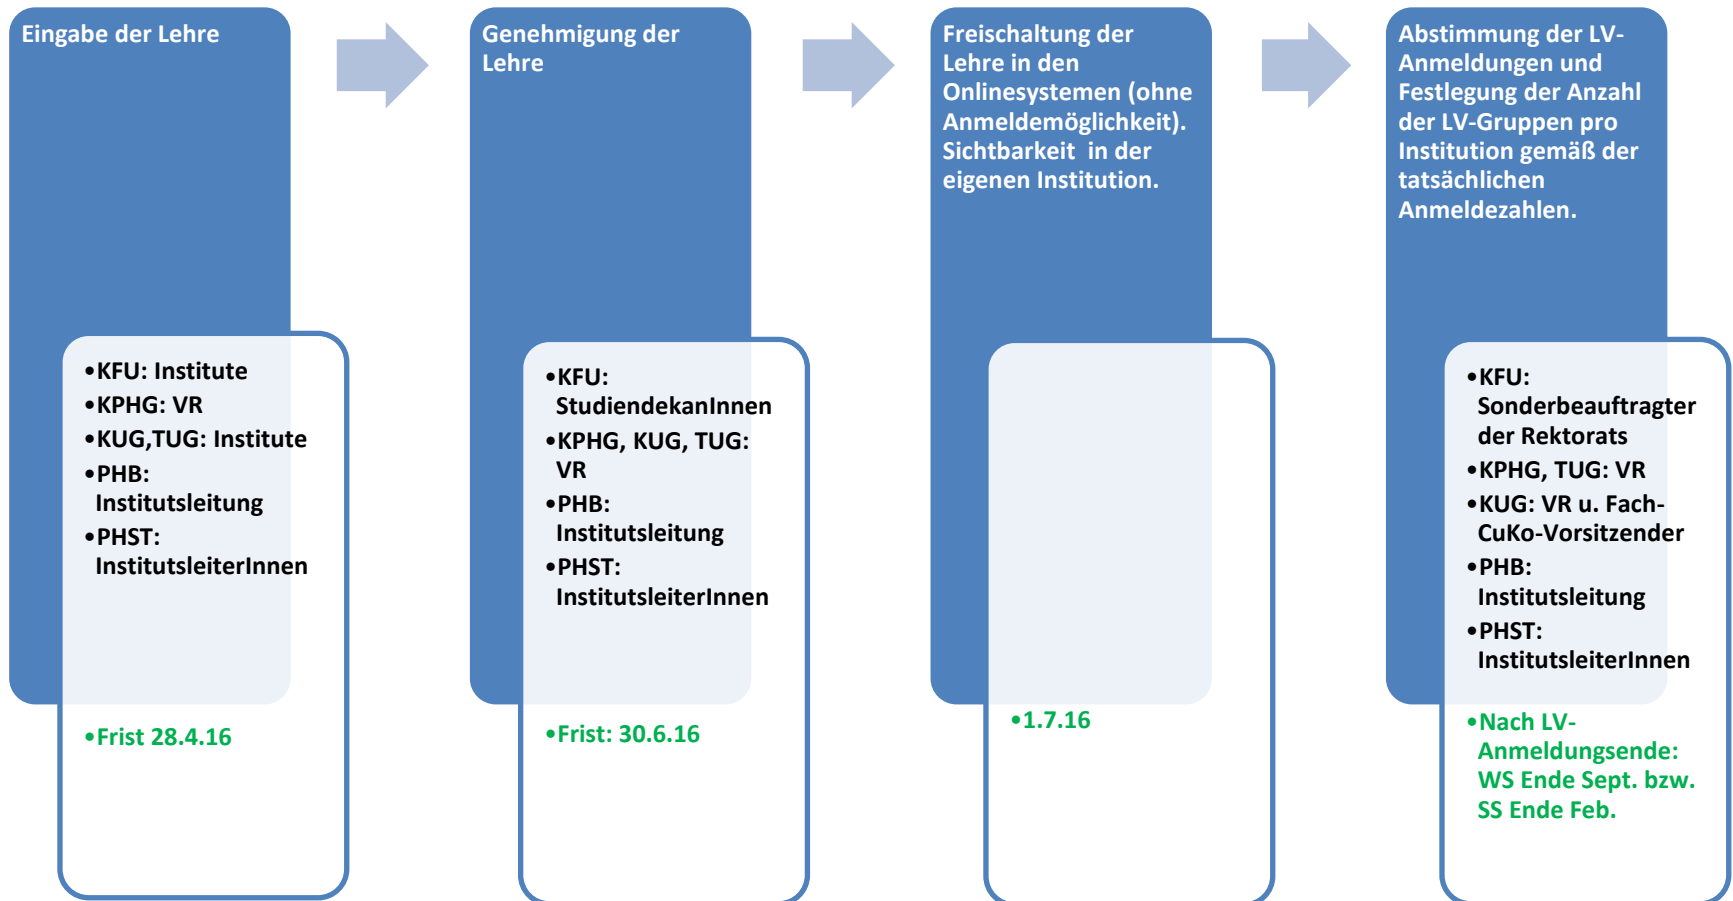 Eingabe der Lehre
•KFU: Institute
•KPHG: VR
•KUG,TUG: Institute
•PHB:
Institutsleitung
•PHST:
InstitutsleiterInnen
•Frist 28.4.16
Genehmigung der
Lehre
•KFU:
StudiendekanInnen
•KPHG, KUG, TUG:
VR
•PHB:
Institutsleitung
•PHST:
InstitutsleiterInnen
•Frist: 30.6.16
Freischaltung der
Lehre in den
Onlinesystemen (ohne
Anmeldemöglichkeit).
Sichtbarkeit in der
eigenen Institution.
•1.7.16
Abstimmung der LV-
Anmeldungen und
Festlegung der Anzahl
der LV-Gruppen pro
Institution gemäß der
tatsächlichen
Anmeldezahlen.
•KFU:
Sonderbeauftragter
der Rektorats
•KPHG, TUG: VR
•KUG: VR u. Fach-
CuKo-Vorsitzender
•PHB:
Institutsleitung
•PHST:
InstitutsleiterInnen
•Nach LV-
Anmeldungsende:
WS Ende Sept. bzw.
SS Ende Feb.